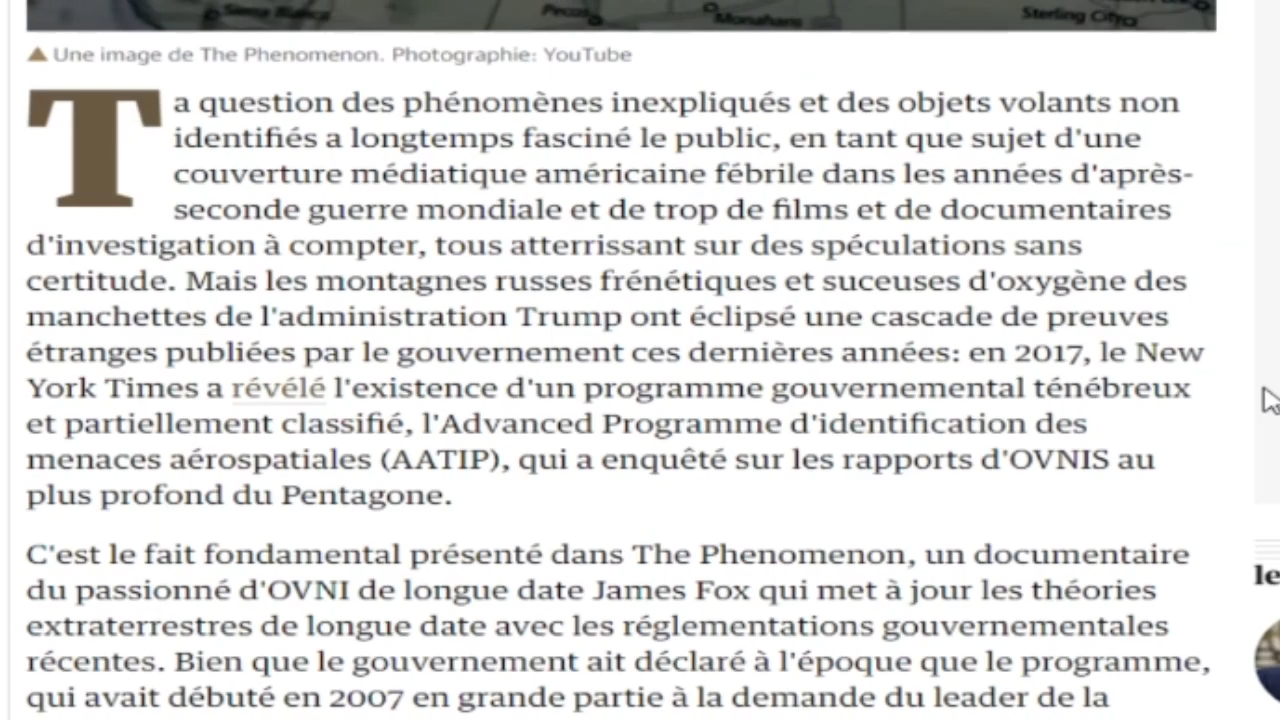 Sierra Blanca
Pecos
Monahans
Sterling City
Une image de The Phenomenon. Photographie: YouTube
Ta question des phénomènes inexpliqués et des objets volants non
identifiés a longtemps fasciné le public, en tant que sujet d'une
couverture médiatique américaine fébrile dans les années d'après-
seconde guerre mondiale et de trop de films et de documentaires
d'investigation à compter, tous atterrissant sur des spéculations sans
certitude. Mais les montagnes russes frénétiques et suceuses d'oxygène des
manchettes de l'administration Trump ont éclipsé une cascade de preuves
étranges publiées par le gouvernement ces dernières années: en 2017, le New
York Times a révélé l'existence d'un programme gouvernemental ténébreux
et partiellement classifié, l'Advanced Programme d'identification des
menaces aérospatiales (AATIP), qui a enquêté sur les rapports d'OVNIS au
plus profond du Pentagone.
C'est le fait fondamental présenté dans The Phenomenon, un documentaire
du passionné d'OVNI de longue date James Fox qui met à jour les théories
extraterrestres de longue date avec les réglementations gouvernementales
récentes. Bien que le gouvernement ait déclaré à l'époque que le programme,
qui avait débuté en 2007 en grande partie à la demande du leader de la
le